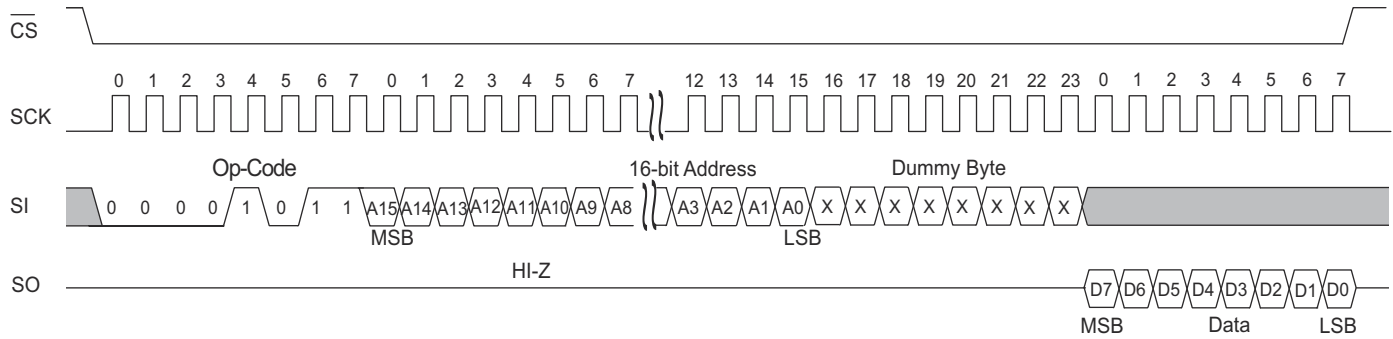 CS
0 1 2 3 4 5 6 7 0 1 2 3 4 5 6 7 12 13 14 15 16 17 18 19 20 21 22 23 0 1 2 3 4 5 6 7
SCK
Op-Code 16-bit Address Dummy Byte
SI 0 0 0 0 1 0 1 1 A15 A14 A13 A12 A11 A10 A9 A8 A3 A2 A1 A0 X X X X X X X X
MSB LSB
HI-Z
SO D7 D6 D5 D4 D3 D2 D1 D0
MSB Data LSB